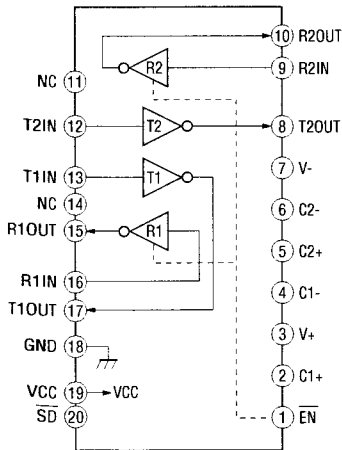 10 R2OUT
R2
9 R2IN
NC 11
T2IN 12 T2 8 T2OUT
T1IN 13 T1 7 V-
NC 14
6 C2-
R1OUT 15 R1
5 C2+
R1IN 16
4 C1-
T1OUT 17
3 V+
GND 18
2 C1+
VCC 19 VCC
S̅D̅ 20
1 E̅N̅